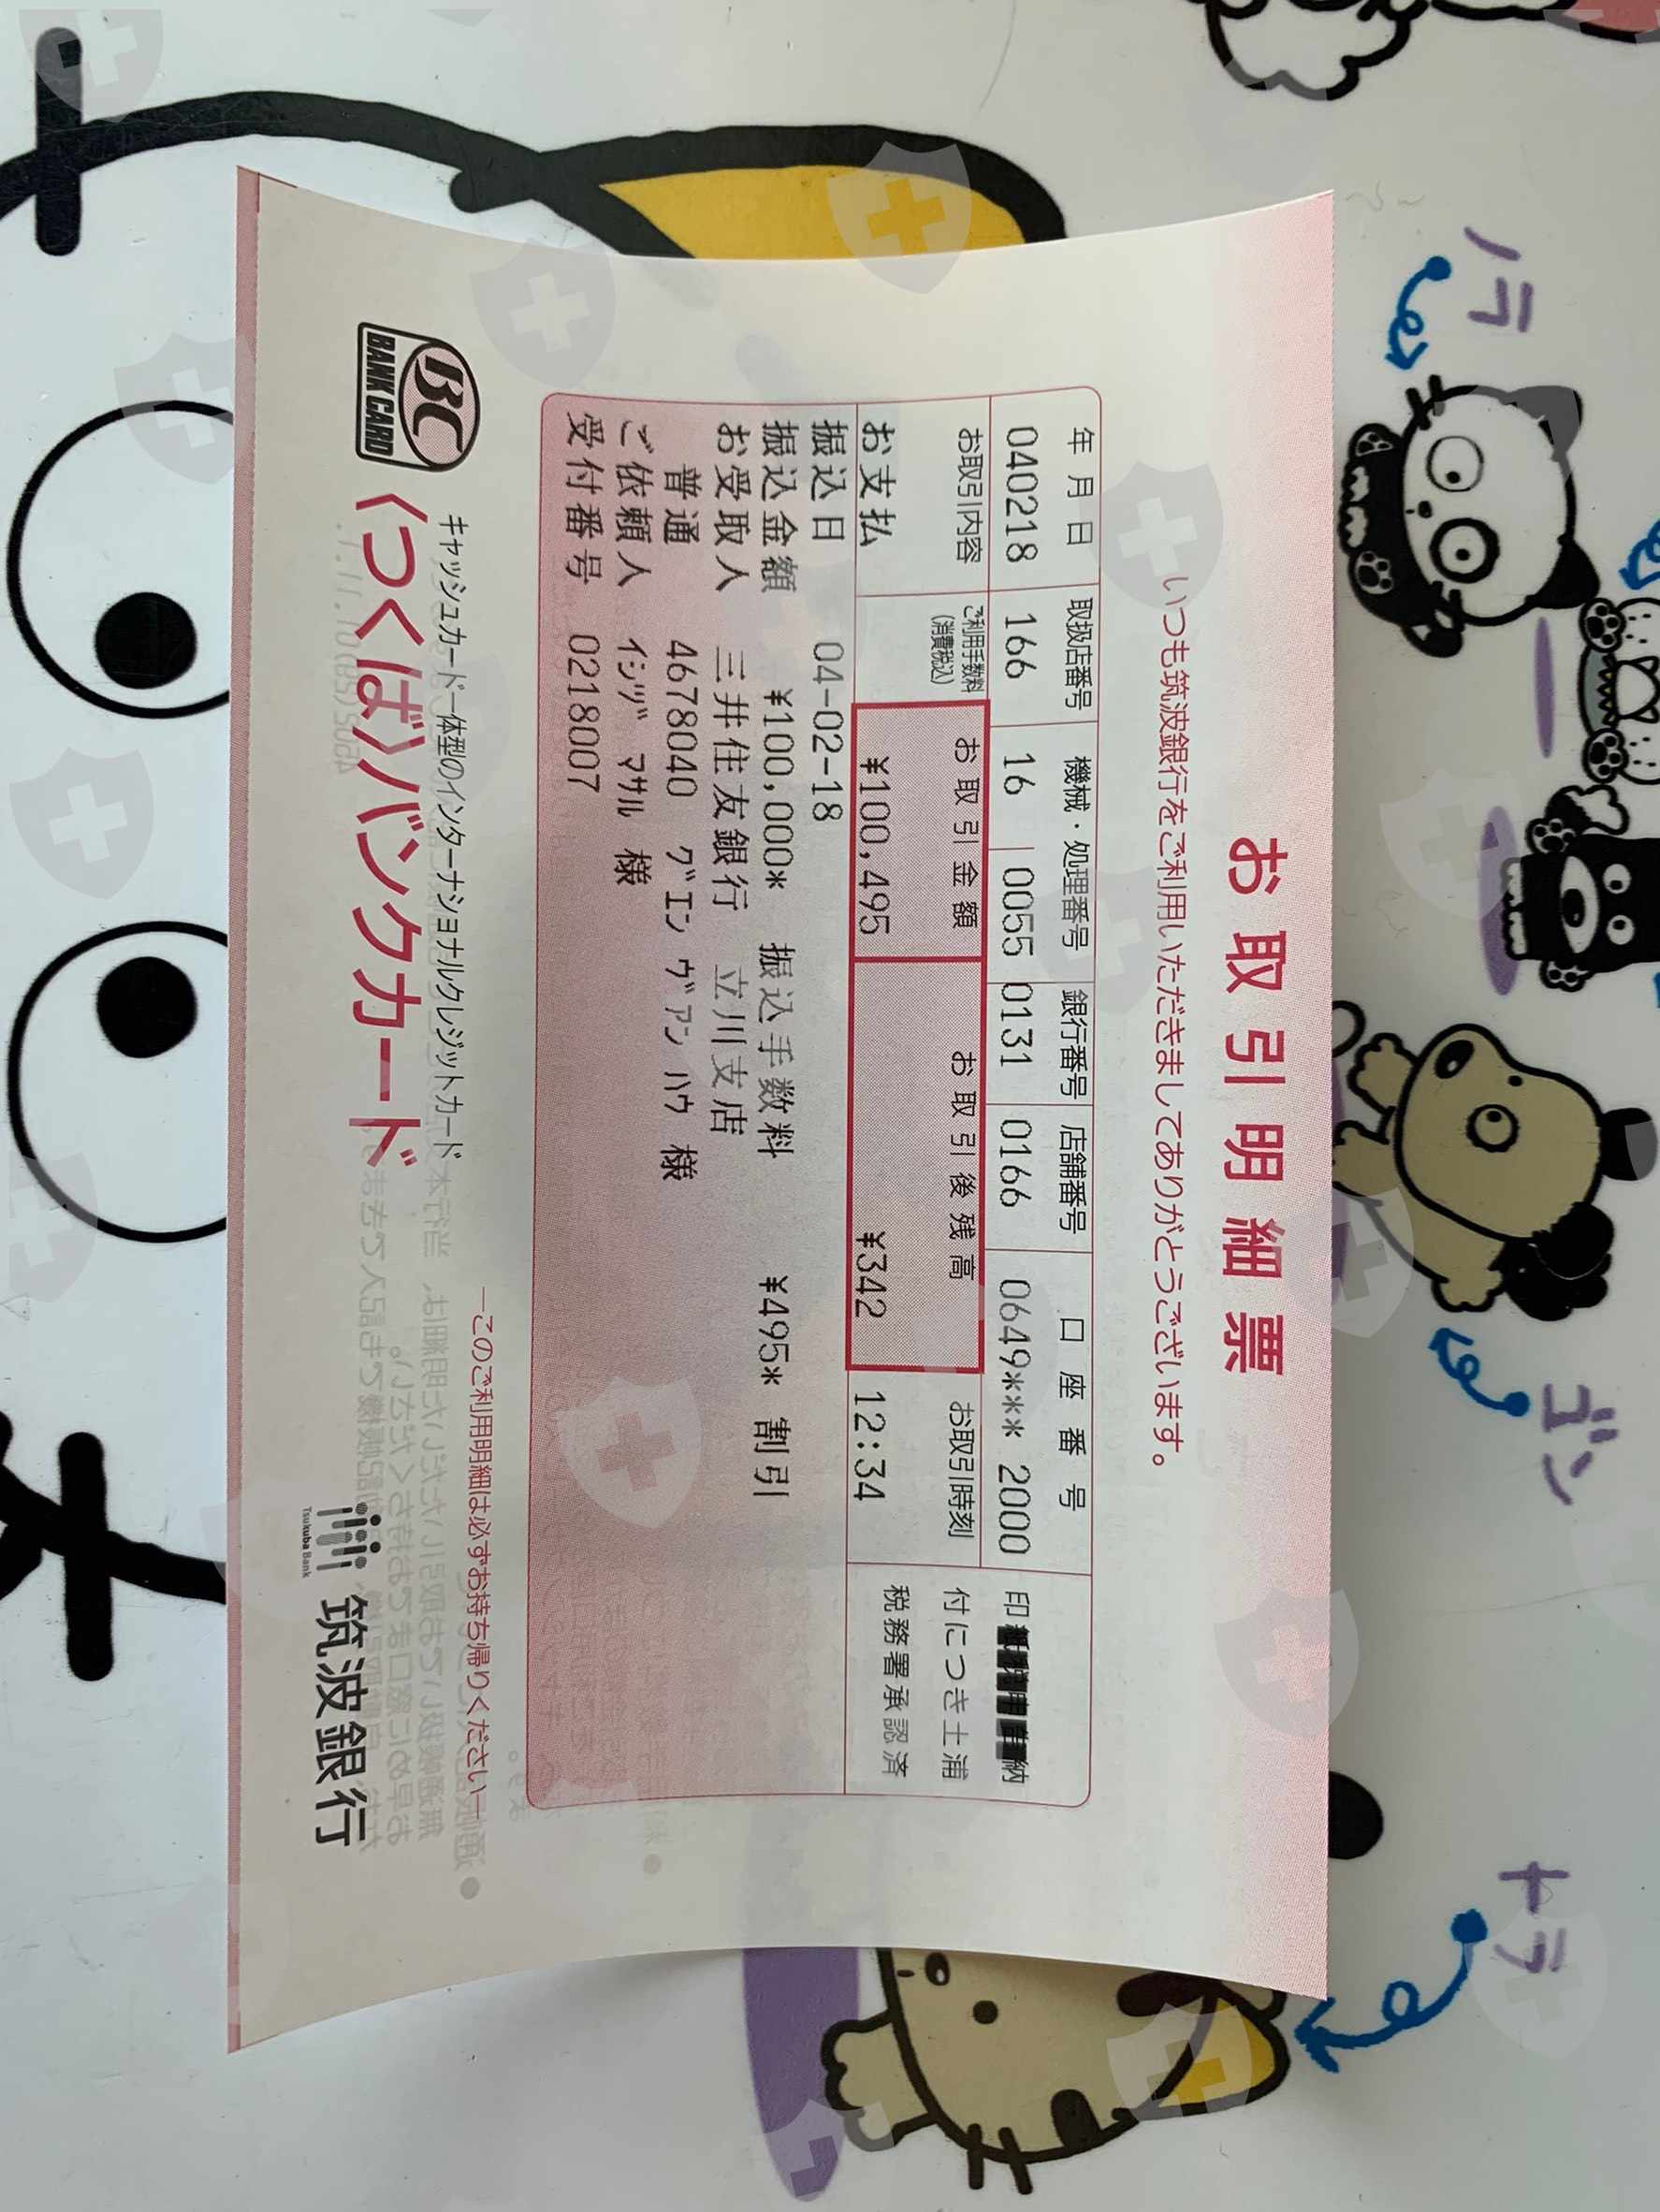 お取引明細票
いつも筑波銀行をご利用いただきましてありがとうございます。
年月日 取扱店番号 機械・処理番号 銀行番号 店舗番号 口座番号
040218 166 16 0055 0131 0166 0649*** 2000
お取引内容 ご利用手数料(消費税込) お取引金額 お取引後残高 お取引時刻
お支払 ¥100,495 ¥342 12:34
付につき土浦
税務署承認済
振込日 04-02-18
振込金額 ¥100,000* 振込手数料 ¥495* 割引
お受取人 三井住友銀行 立川支店
普通 4678040 グエン ヴアン ハウ 様
ご依頼人 イシヅ マサル 様
受付番号 0218007
―このご利用明細は必ずお持ち帰りください―
BC
BANK CARD
キャッシュカード一体型のインターナショナルクレジットカード
〈つくば〉バンクカード
Tsukuba Bank
筑波銀行
ハラ
ゴン
トラ